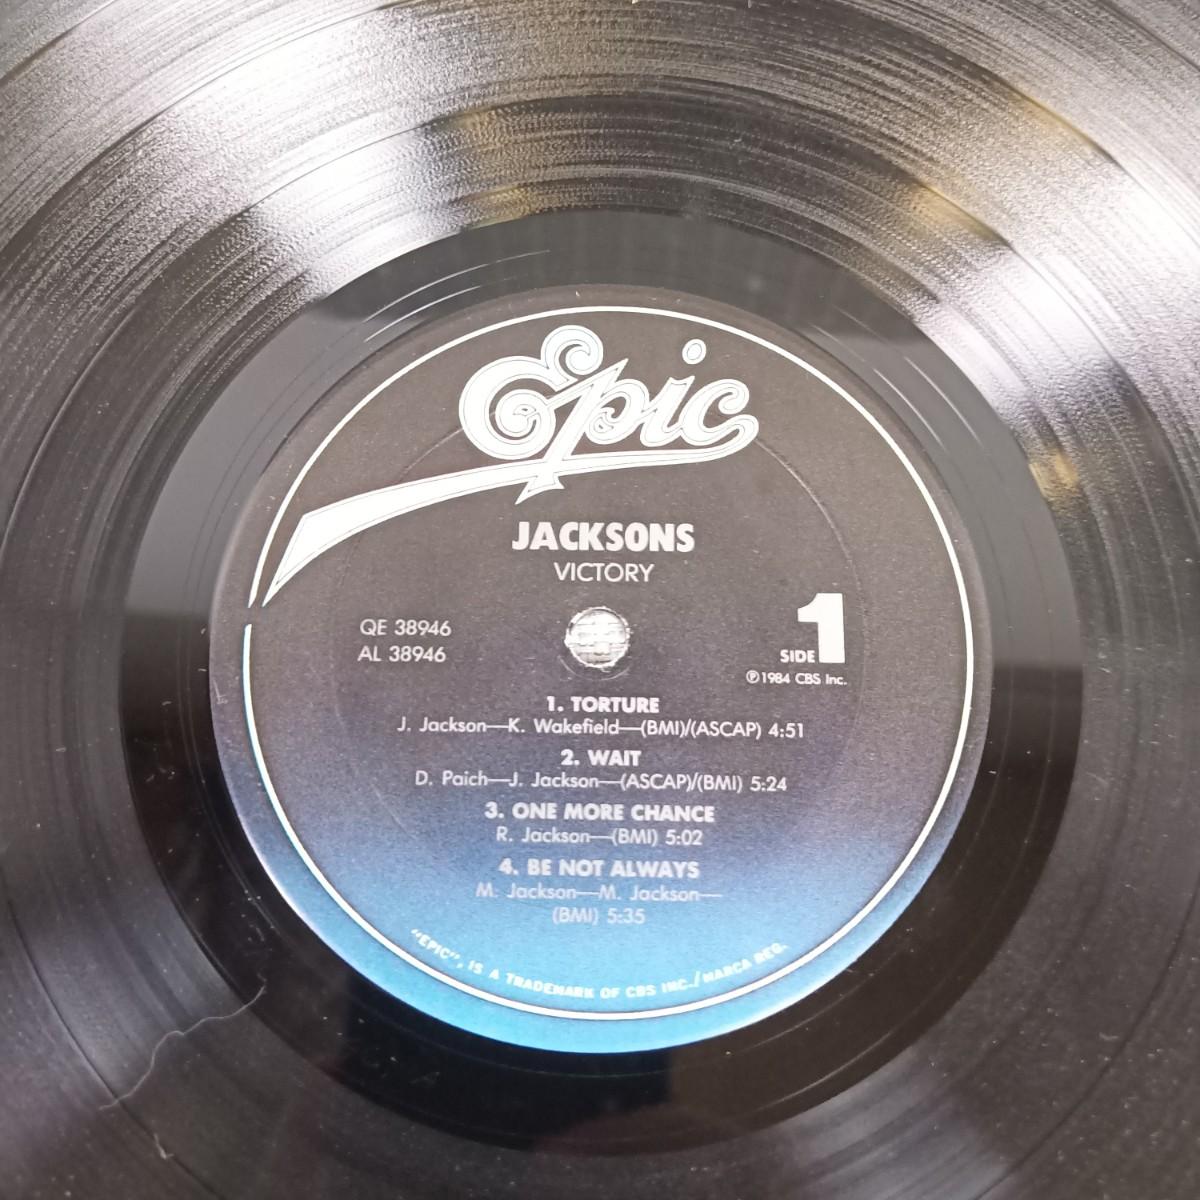 Epic
JACKSONS
VICTORY
QE 38946
AL 38946
SIDE 1
℗1984 CBS Inc.
1. TORTURE
J. Jackson—K. Wakefield—(BMI)/(ASCAP) 4:51
2. WAIT
D. Paich—J. Jackson—(ASCAP)/(BMI) 5:24
3. ONE MORE CHANCE
R. Jackson—(BMI) 5:02
4. BE NOT ALWAYS
M. Jackson—M. Jackson—
(BMI) 5:35
"EPIC", IS A TRADEMARK OF CBS INC./MARCA REG.